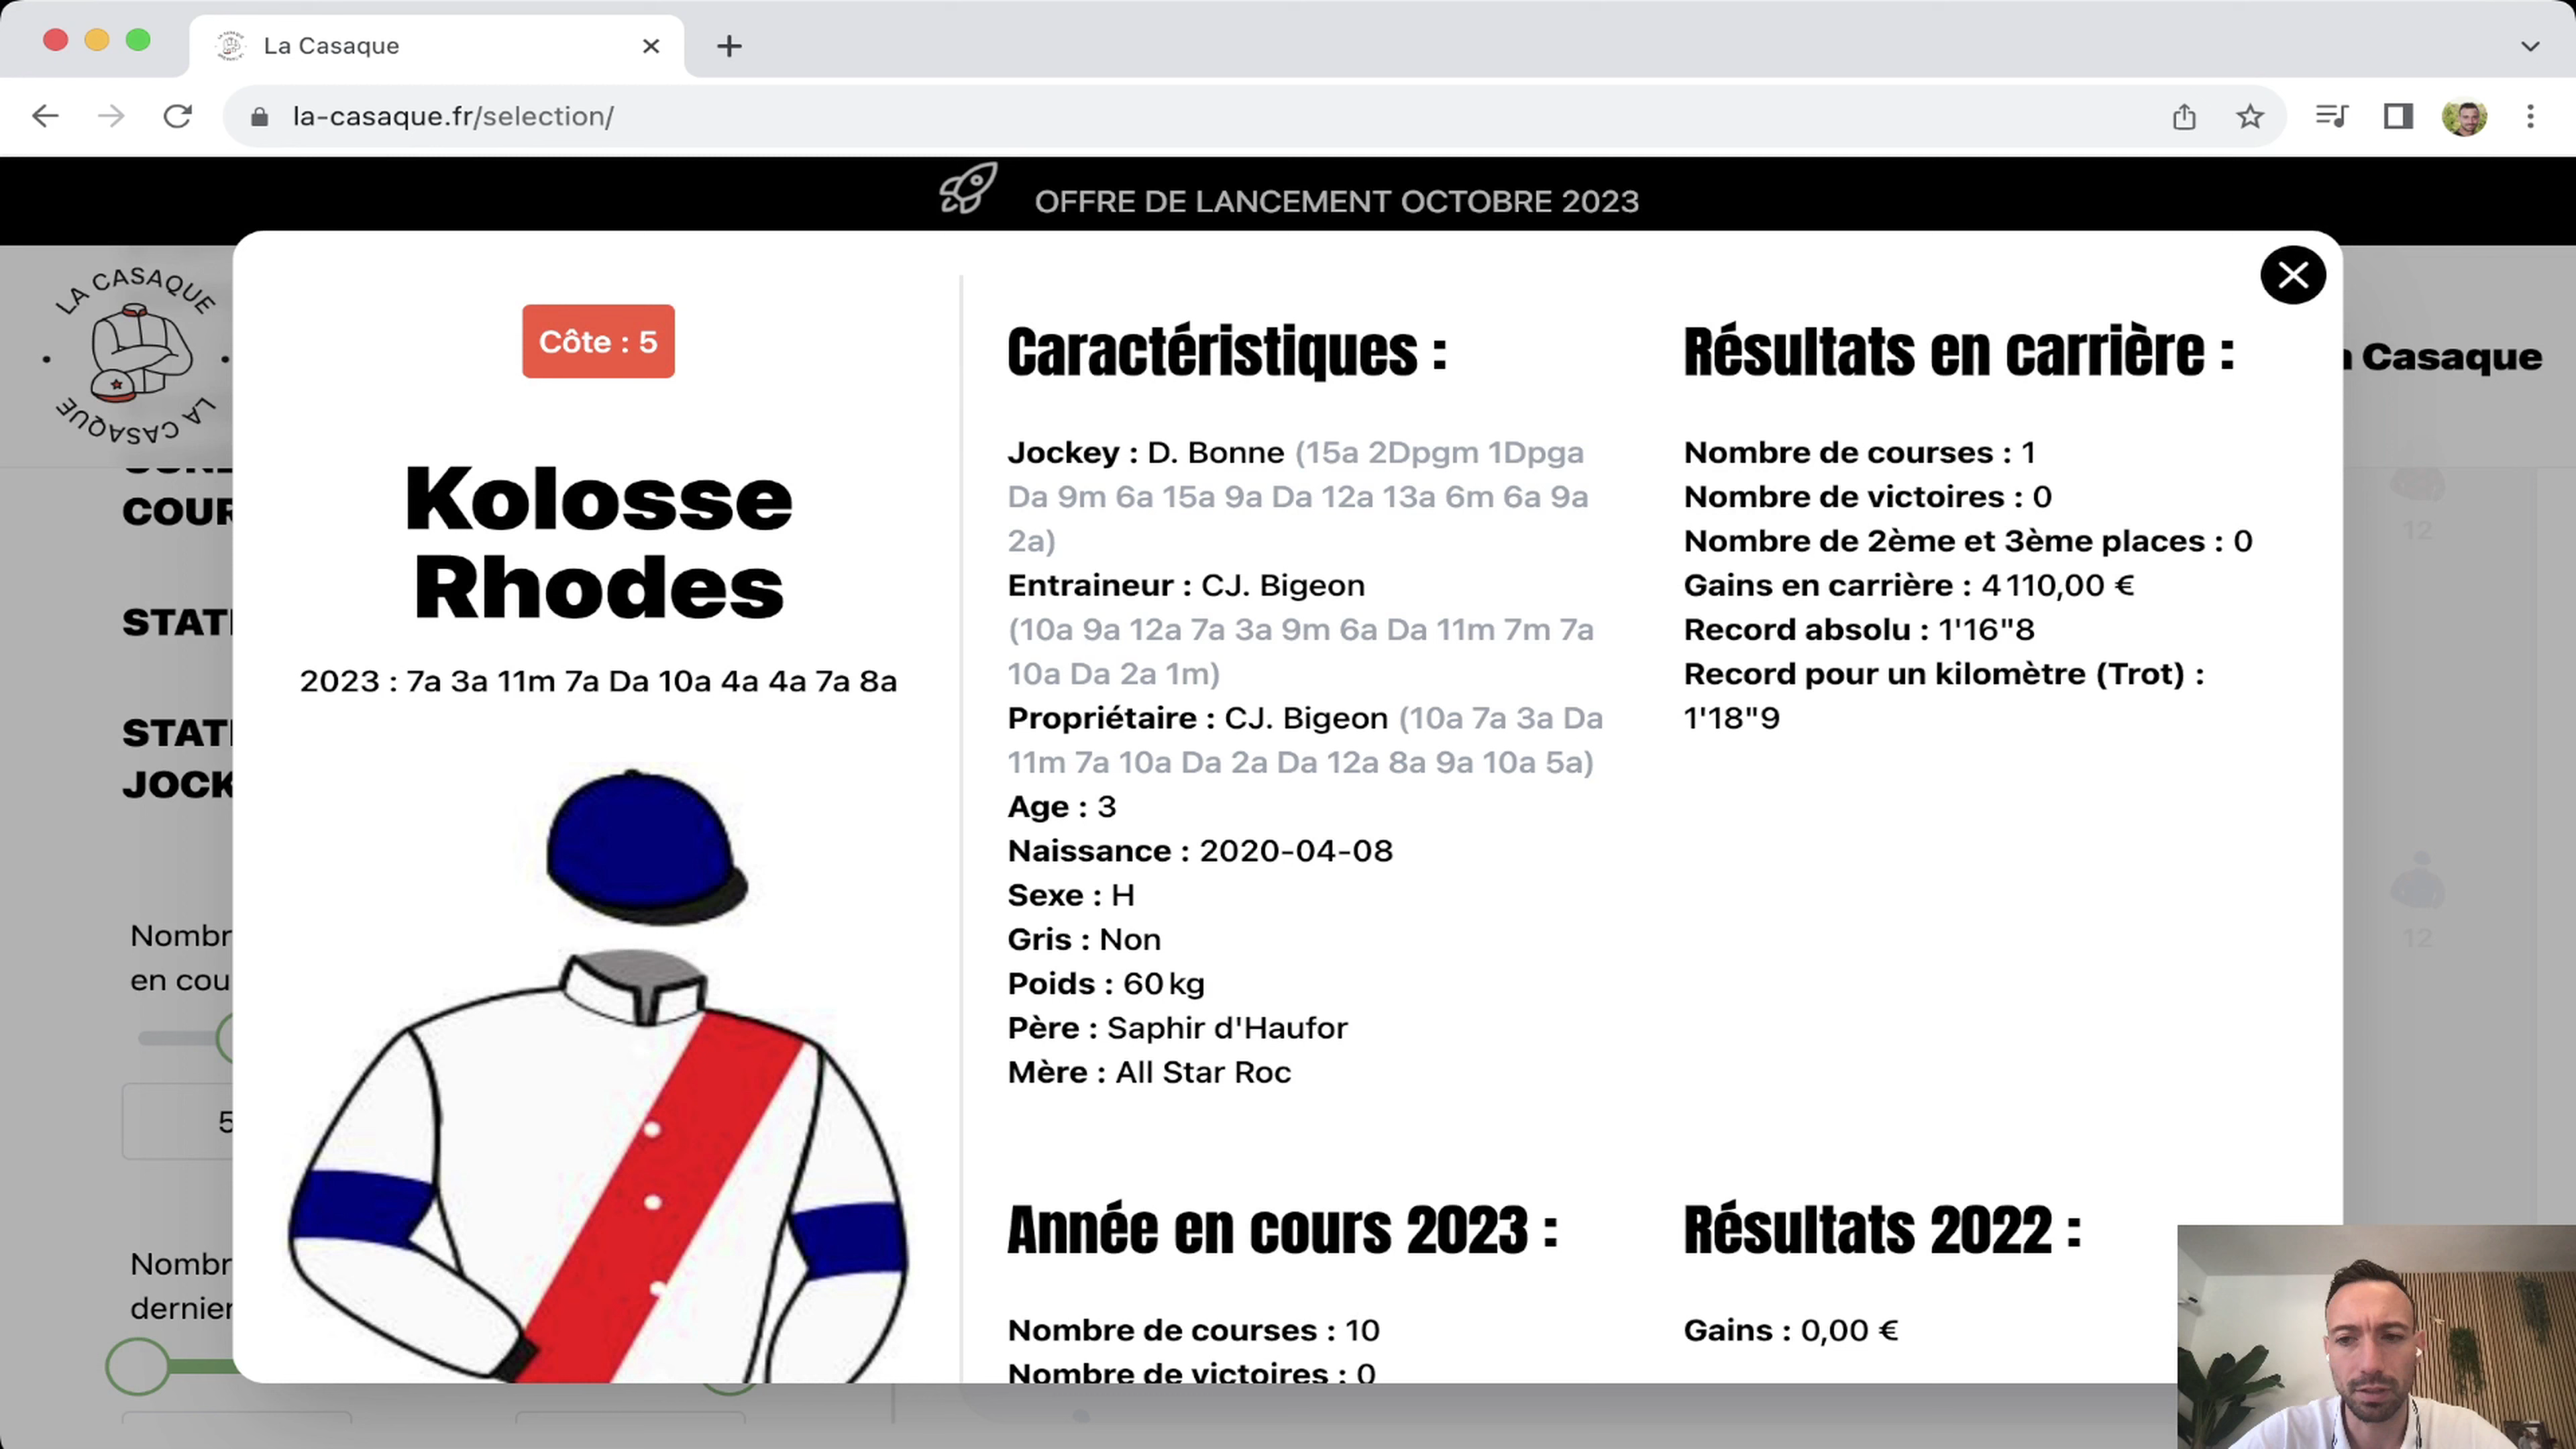 La Casaque
la-casaque.fr/selection/
OFFRE DE LANCEMENT OCTOBRE 2023
LA CASAQUE
LA CASAQUE
Casaque
COUR
STATI
STATI
JOCK
Nombr
en cou
5
Nombr
dernier
12
12
Côte : 5
Kolosse
Rhodes
2023 : 7a 3a 11m 7a Da 10a 4a 4a 7a 8a
Caractéristiques :
Jockey : D. Bonne (15a 2Dpgm 1Dpga
Da 9m 6a 15a 9a Da 12a 13a 6m 6a 9a
2a)
Entraineur : CJ. Bigeon
(10a 9a 12a 7a 3a 9m 6a Da 11m 7m 7a
10a Da 2a 1m)
Propriétaire : CJ. Bigeon (10a 7a 3a Da
11m 7a 10a Da 2a Da 12a 8a 9a 10a 5a)
Age : 3
Naissance : 2020-04-08
Sexe : H
Gris : Non
Poids : 60 kg
Père : Saphir d'Haufor
Mère : All Star Roc
Résultats en carrière :
Nombre de courses : 1
Nombre de victoires : 0
Nombre de 2ème et 3ème places : 0
Gains en carrière : 4 110,00 €
Record absolu : 1'16"8
Record pour un kilomètre (Trot) :
1'18"9
Année en cours 2023 :
Nombre de courses : 10
Nombre de victoires : 0
Résultats 2022 :
Gains : 0,00 €